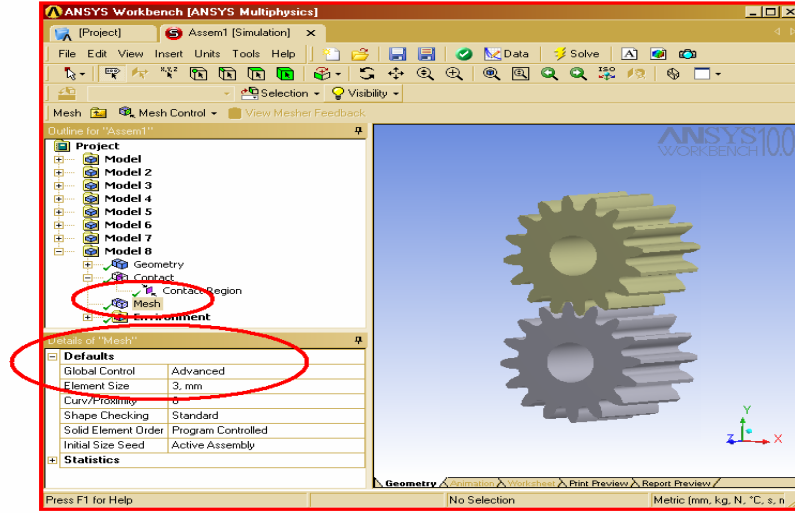 ANSYS Workbench [ANSYS Multiphysics]
[Project] Assem1 [Simulation] ×
File Edit View Insert Units Tools Help Data Solve A
X,Y,Z ISO
Selection Visibility
Mesh Mesh Control View Mesher Feedback
Outline for "Assem1"
Project
Model
Model 2
Model 3
Model 4
Model 5
Model 6
Model 7
Model 8
Geometry
Contact
Contact Region
Mesh
Environment
Details of "Mesh"
Defaults
Global Control Advanced
Element Size 3, mm
Curv/Proximity 0
Shape Checking Standard
Solid Element Order Program Controlled
Initial Size Seed Active Assembly
Statistics
ANSYS 10.0
WORKBENCH
Y
Z X
Geometry Animation Worksheet Print Preview Report Preview
Press F1 for Help No Selection Metric (mm, kg, N, °C, s, n